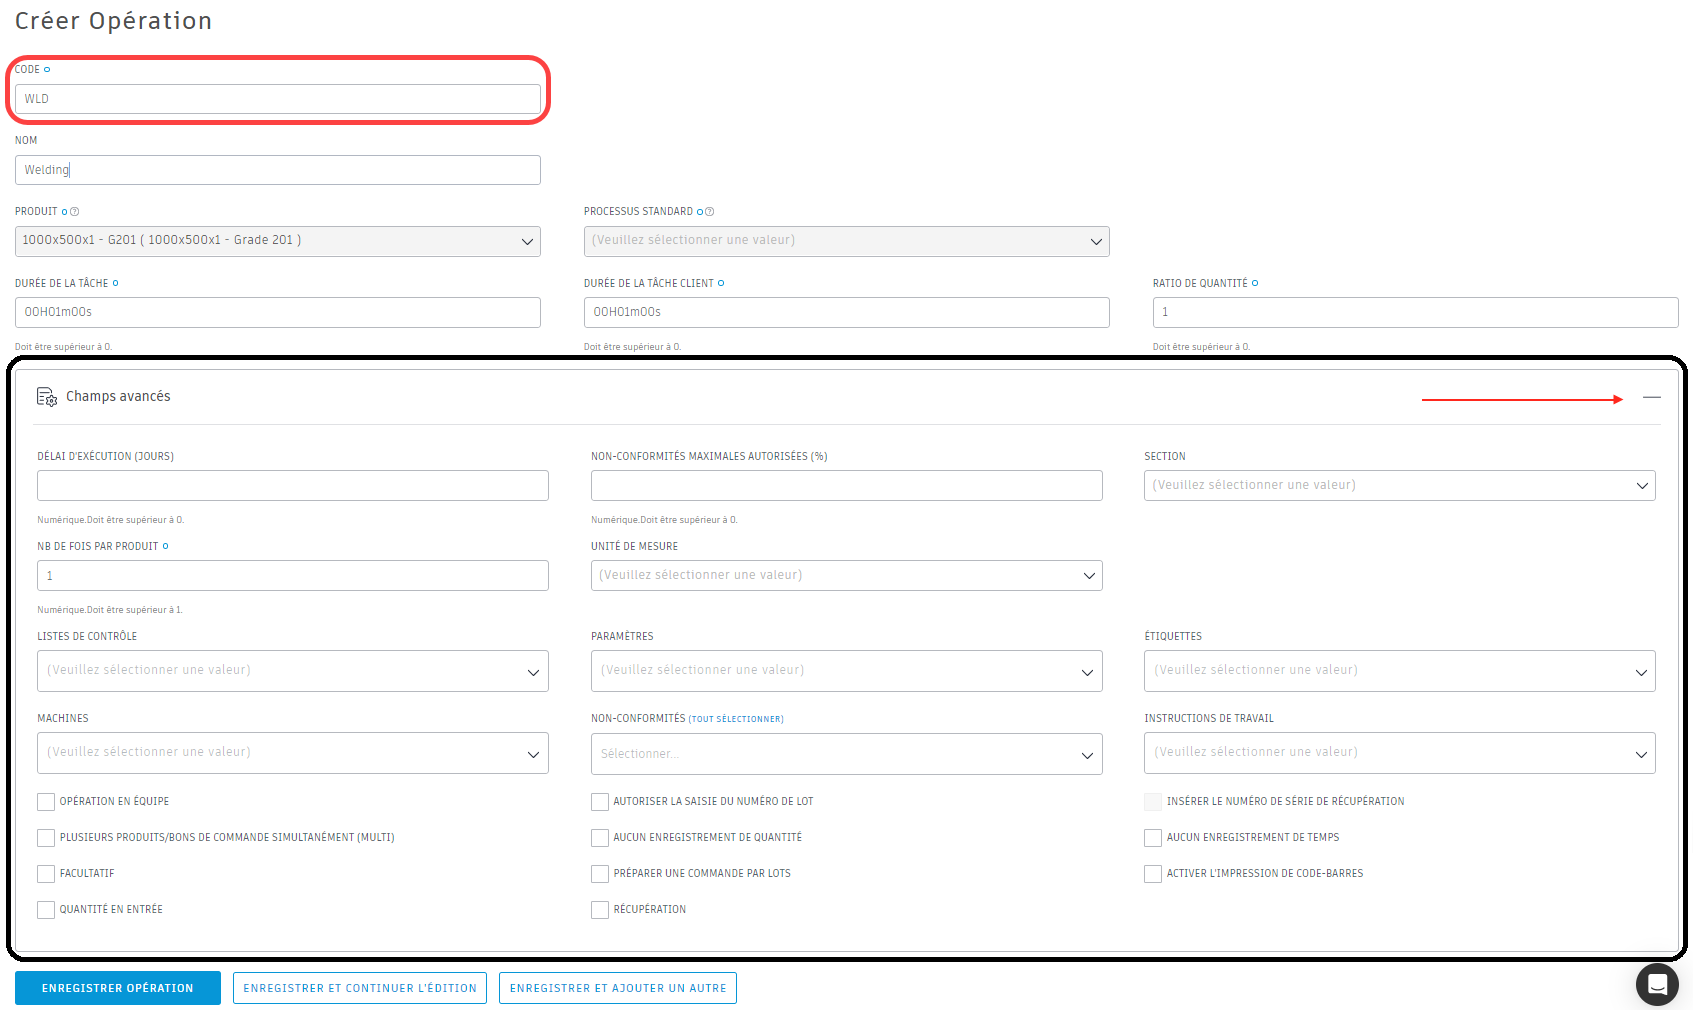 Créer Opération
CODE
WLD
NOM
Welding
PRODUIT
PROCESSUS STANDARD
1000x500x1 - G201 ( 1000x500x1 - Grade 201 )
(Veuillez sélectionner une valeur)
DURÉE DE LA TÂCHE
DURÉE DE LA TÂCHE CLIENT
RATIO DE QUANTITÉ
00H01m00s
00H01m00s
1
Doit être supérieur à 0.
Doit être supérieur à 0.
Doit être supérieur à 0.
Champs avancés
DÉLAI D'EXÉCUTION (JOURS)
NON-CONFORMITÉS MAXIMALES AUTORISÉES (%)
SECTION
(Veuillez sélectionner une valeur)
Numérique.Doit être supérieur à 0.
Numérique.Doit être supérieur à 0.
NB DE FOIS PAR PRODUIT
UNITÉ DE MESURE
1
(Veuillez sélectionner une valeur)
Numérique.Doit être supérieur à 1.
LISTES DE CONTRÔLE
PARAMÈTRES
ÉTIQUETTES
(Veuillez sélectionner une valeur)
(Veuillez sélectionner une valeur)
(Veuillez sélectionner une valeur)
MACHINES
NON-CONFORMITÉS (TOUT SÉLECTIONNER)
INSTRUCTIONS DE TRAVAIL
(Veuillez sélectionner une valeur)
Sélectionner...
(Veuillez sélectionner une valeur)
OPÉRATION EN ÉQUIPE
AUTORISER LA SAISIE DU NUMÉRO DE LOT
INSÉRER LE NUMÉRO DE SÉRIE DE RÉCUPÉRATION
PLUSIEURS PRODUITS/BONS DE COMMANDE SIMULTANÉMENT (MULTI)
AUCUN ENREGISTREMENT DE QUANTITÉ
AUCUN ENREGISTREMENT DE TEMPS
FACULTATIF
PRÉPARER UNE COMMANDE PAR LOTS
ACTIVER L'IMPRESSION DE CODE-BARRES
QUANTITÉ EN ENTRÉE
RÉCUPÉRATION
ENREGISTRER OPÉRATION
ENREGISTRER ET CONTINUER L'ÉDITION
ENREGISTRER ET AJOUTER UN AUTRE